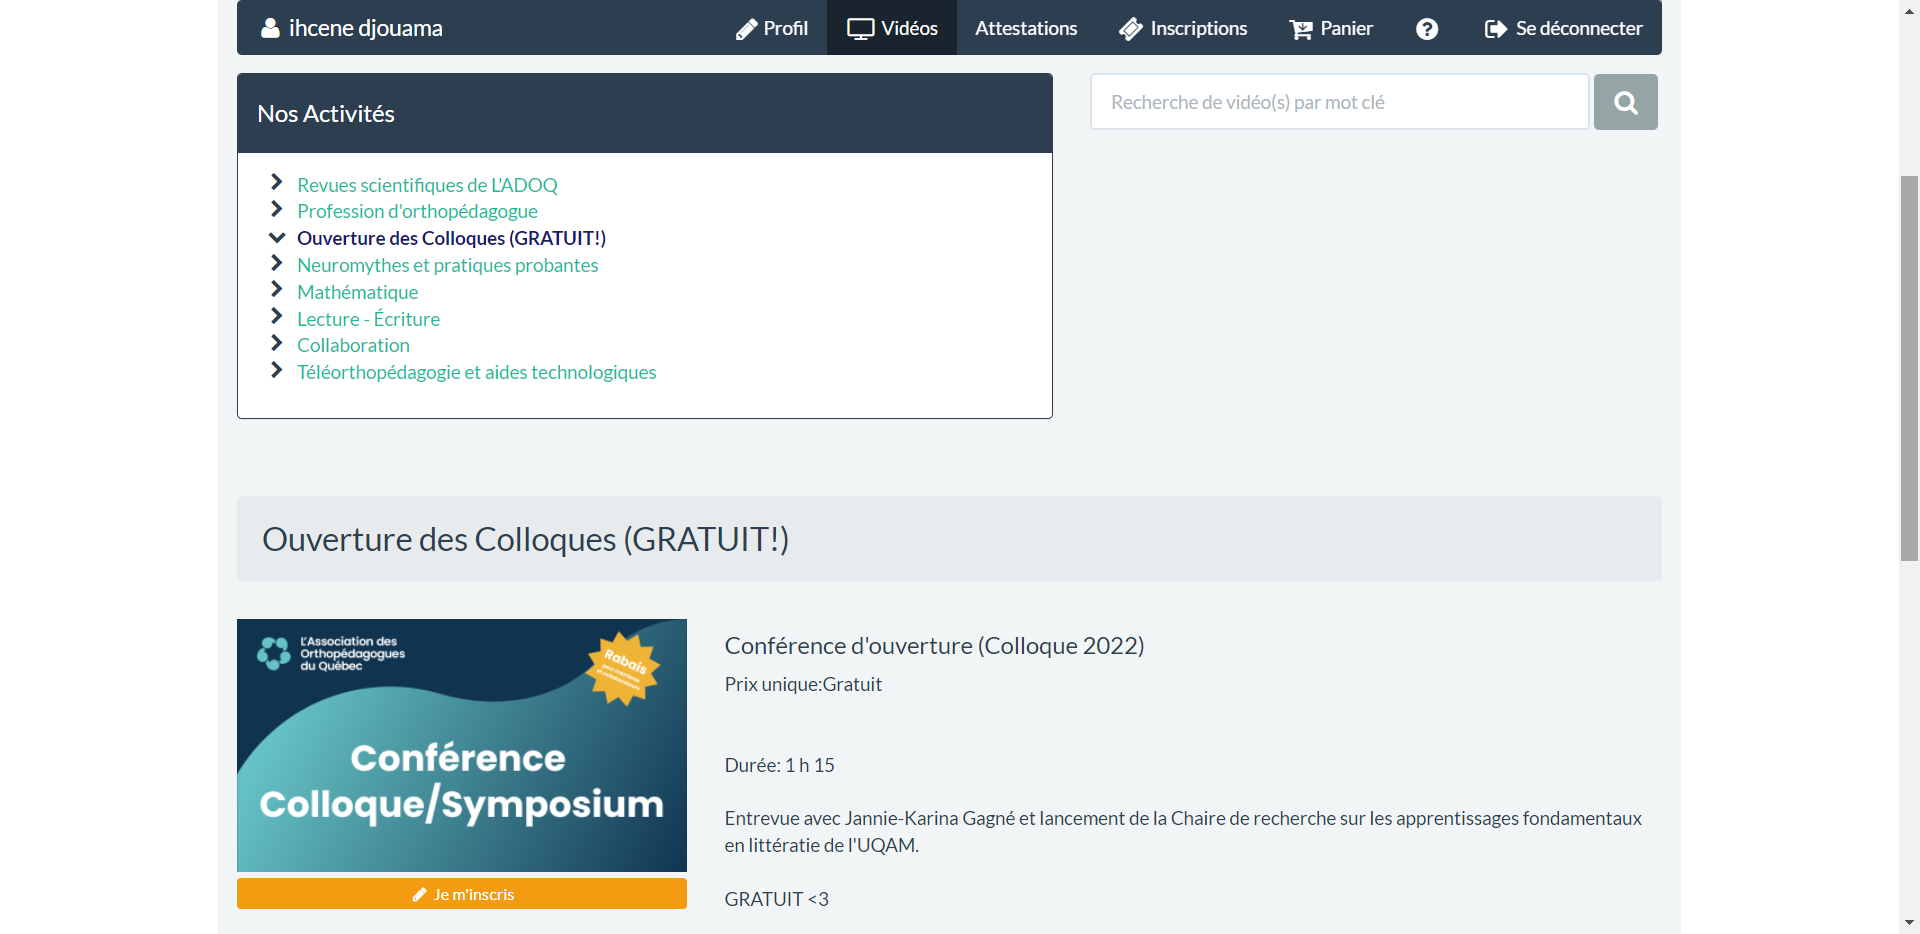 ihcene djouama
Profil
Vidéos
Attestations
Inscriptions
Panier
Se déconnecter
Nos Activités
Recherche de vidéo(s) par mot clé
Revues scientifiques de L'ADOQ
Profession d'orthopédagogue
Ouverture des Colloques (GRATUIT!)
Neuromythes et pratiques probantes
Mathématique
Lecture - Écriture
Collaboration
Téléorthopédagogie et aides technologiques
Ouverture des Colloques (GRATUIT!)
L'Association des
Orthopédagogues
du Québec
Rabais
pour membres
et collaborateurs
Conférence
Colloque/Symposium
Je m'inscris
Conférence d'ouverture (Colloque 2022)
Prix unique:Gratuit
Durée: 1 h 15
Entrevue avec Jannie-Karina Gagné et lancement de la Chaire de recherche sur les apprentissages fondamentaux
en littératie de l'UQAM.
GRATUIT <3